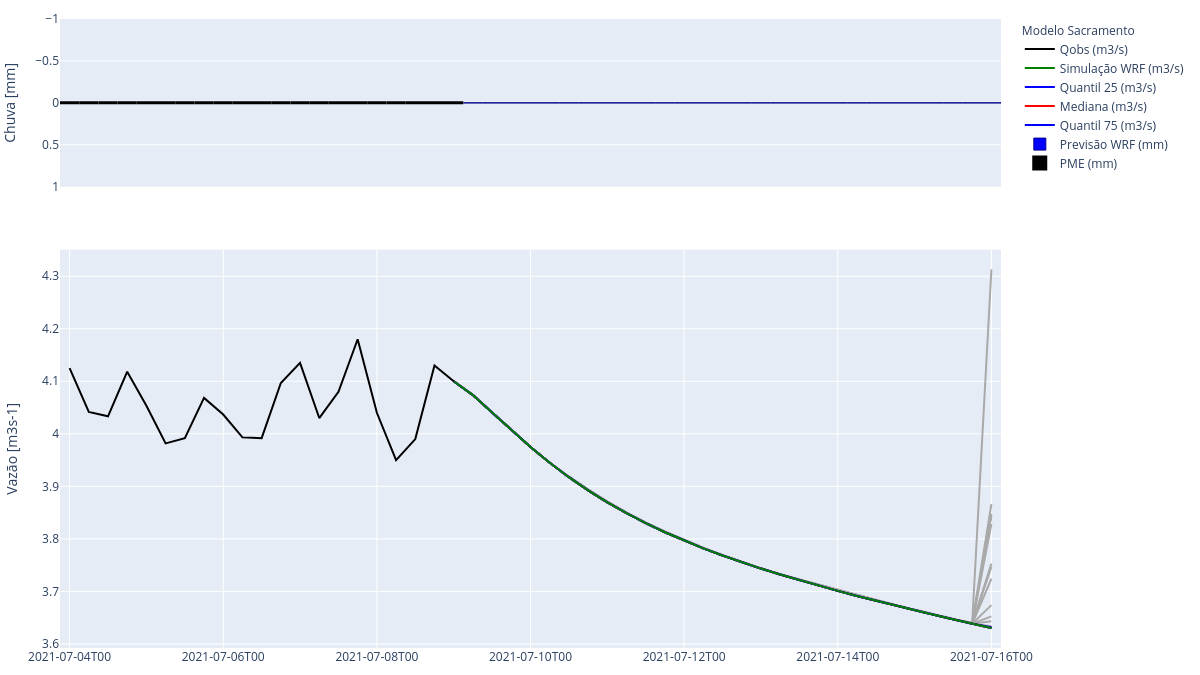 −1
−0.5
0
0.5
1
Chuva [mm]
Modelo Sacramento
Qobs (m3/s)
Simulação WRF (m3/s)
Quantil 25 (m3/s)
Mediana (m3/s)
Quantil 75 (m3/s)
Previsão WRF (mm)
PME (mm)
4.3
4.2
4.1
4
3.9
3.8
3.7
3.6
Vazão [m3s-1]
2021-07-04T00 2021-07-06T00 2021-07-08T00 2021-07-10T00 2021-07-12T00 2021-07-14T00 2021-07-16T00